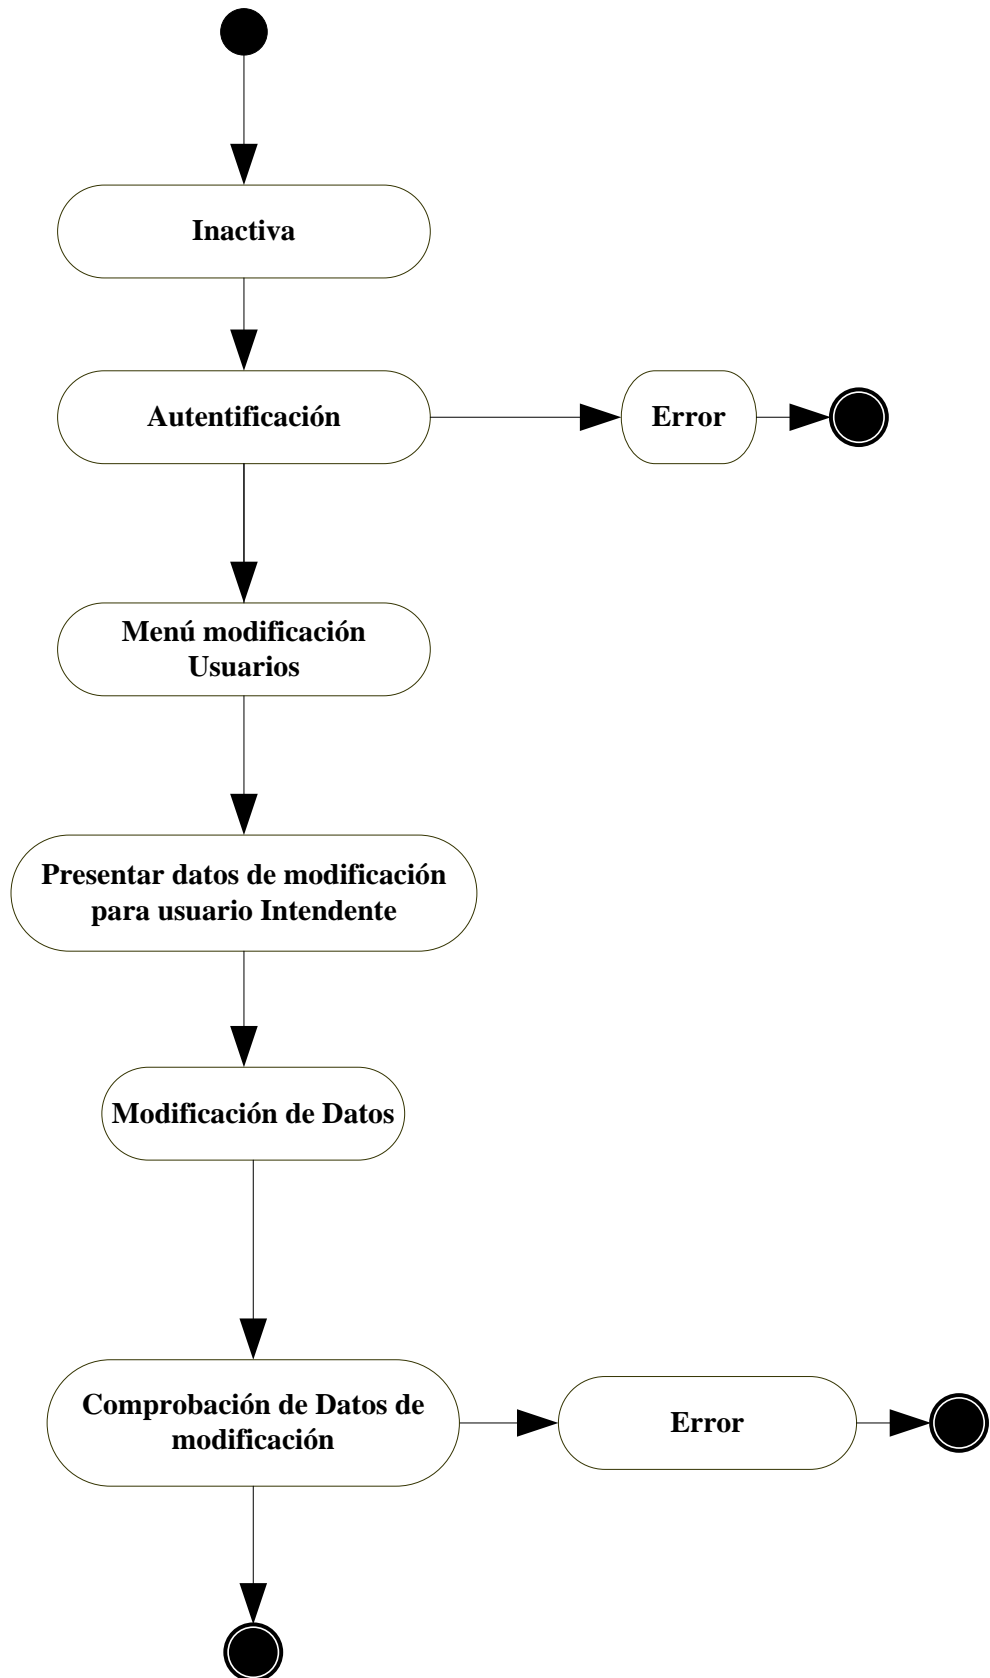 Inactiva
Autentificación
Error
Menú modificación
Usuarios
Presentar datos de modificación
para usuario Intendente
Modificación de Datos
Comprobación de Datos de
modificación
Error